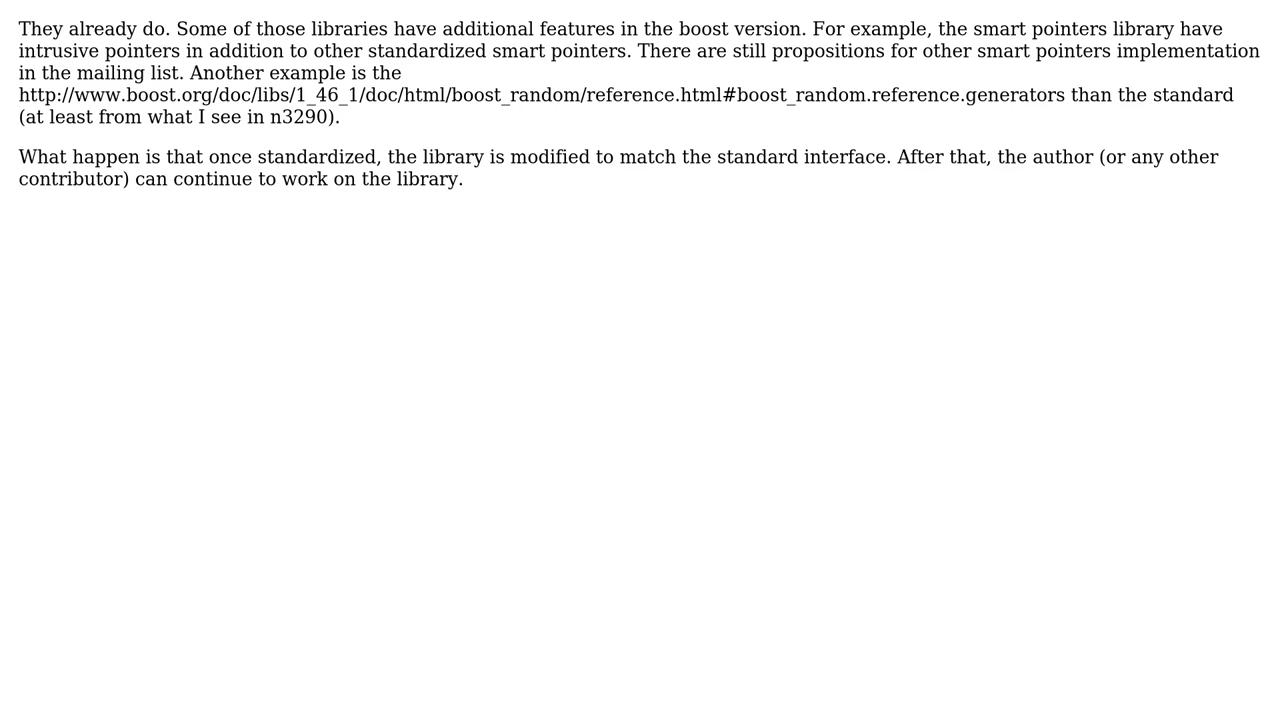 They already do. Some of those libraries have additional features in the boost version. For example, the smart pointers library have
intrusive pointers in addition to other standardized smart pointers. There are still propositions for other smart pointers implementation
in the mailing list. Another example is the
http://www.boost.org/doc/libs/1_46_1/doc/html/boost_random/reference.html#boost_random.reference.generators than the standard
(at least from what I see in n3290).
What happen is that once standardized, the library is modified to match the standard interface. After that, the author (or any other
contributor) can continue to work on the library.